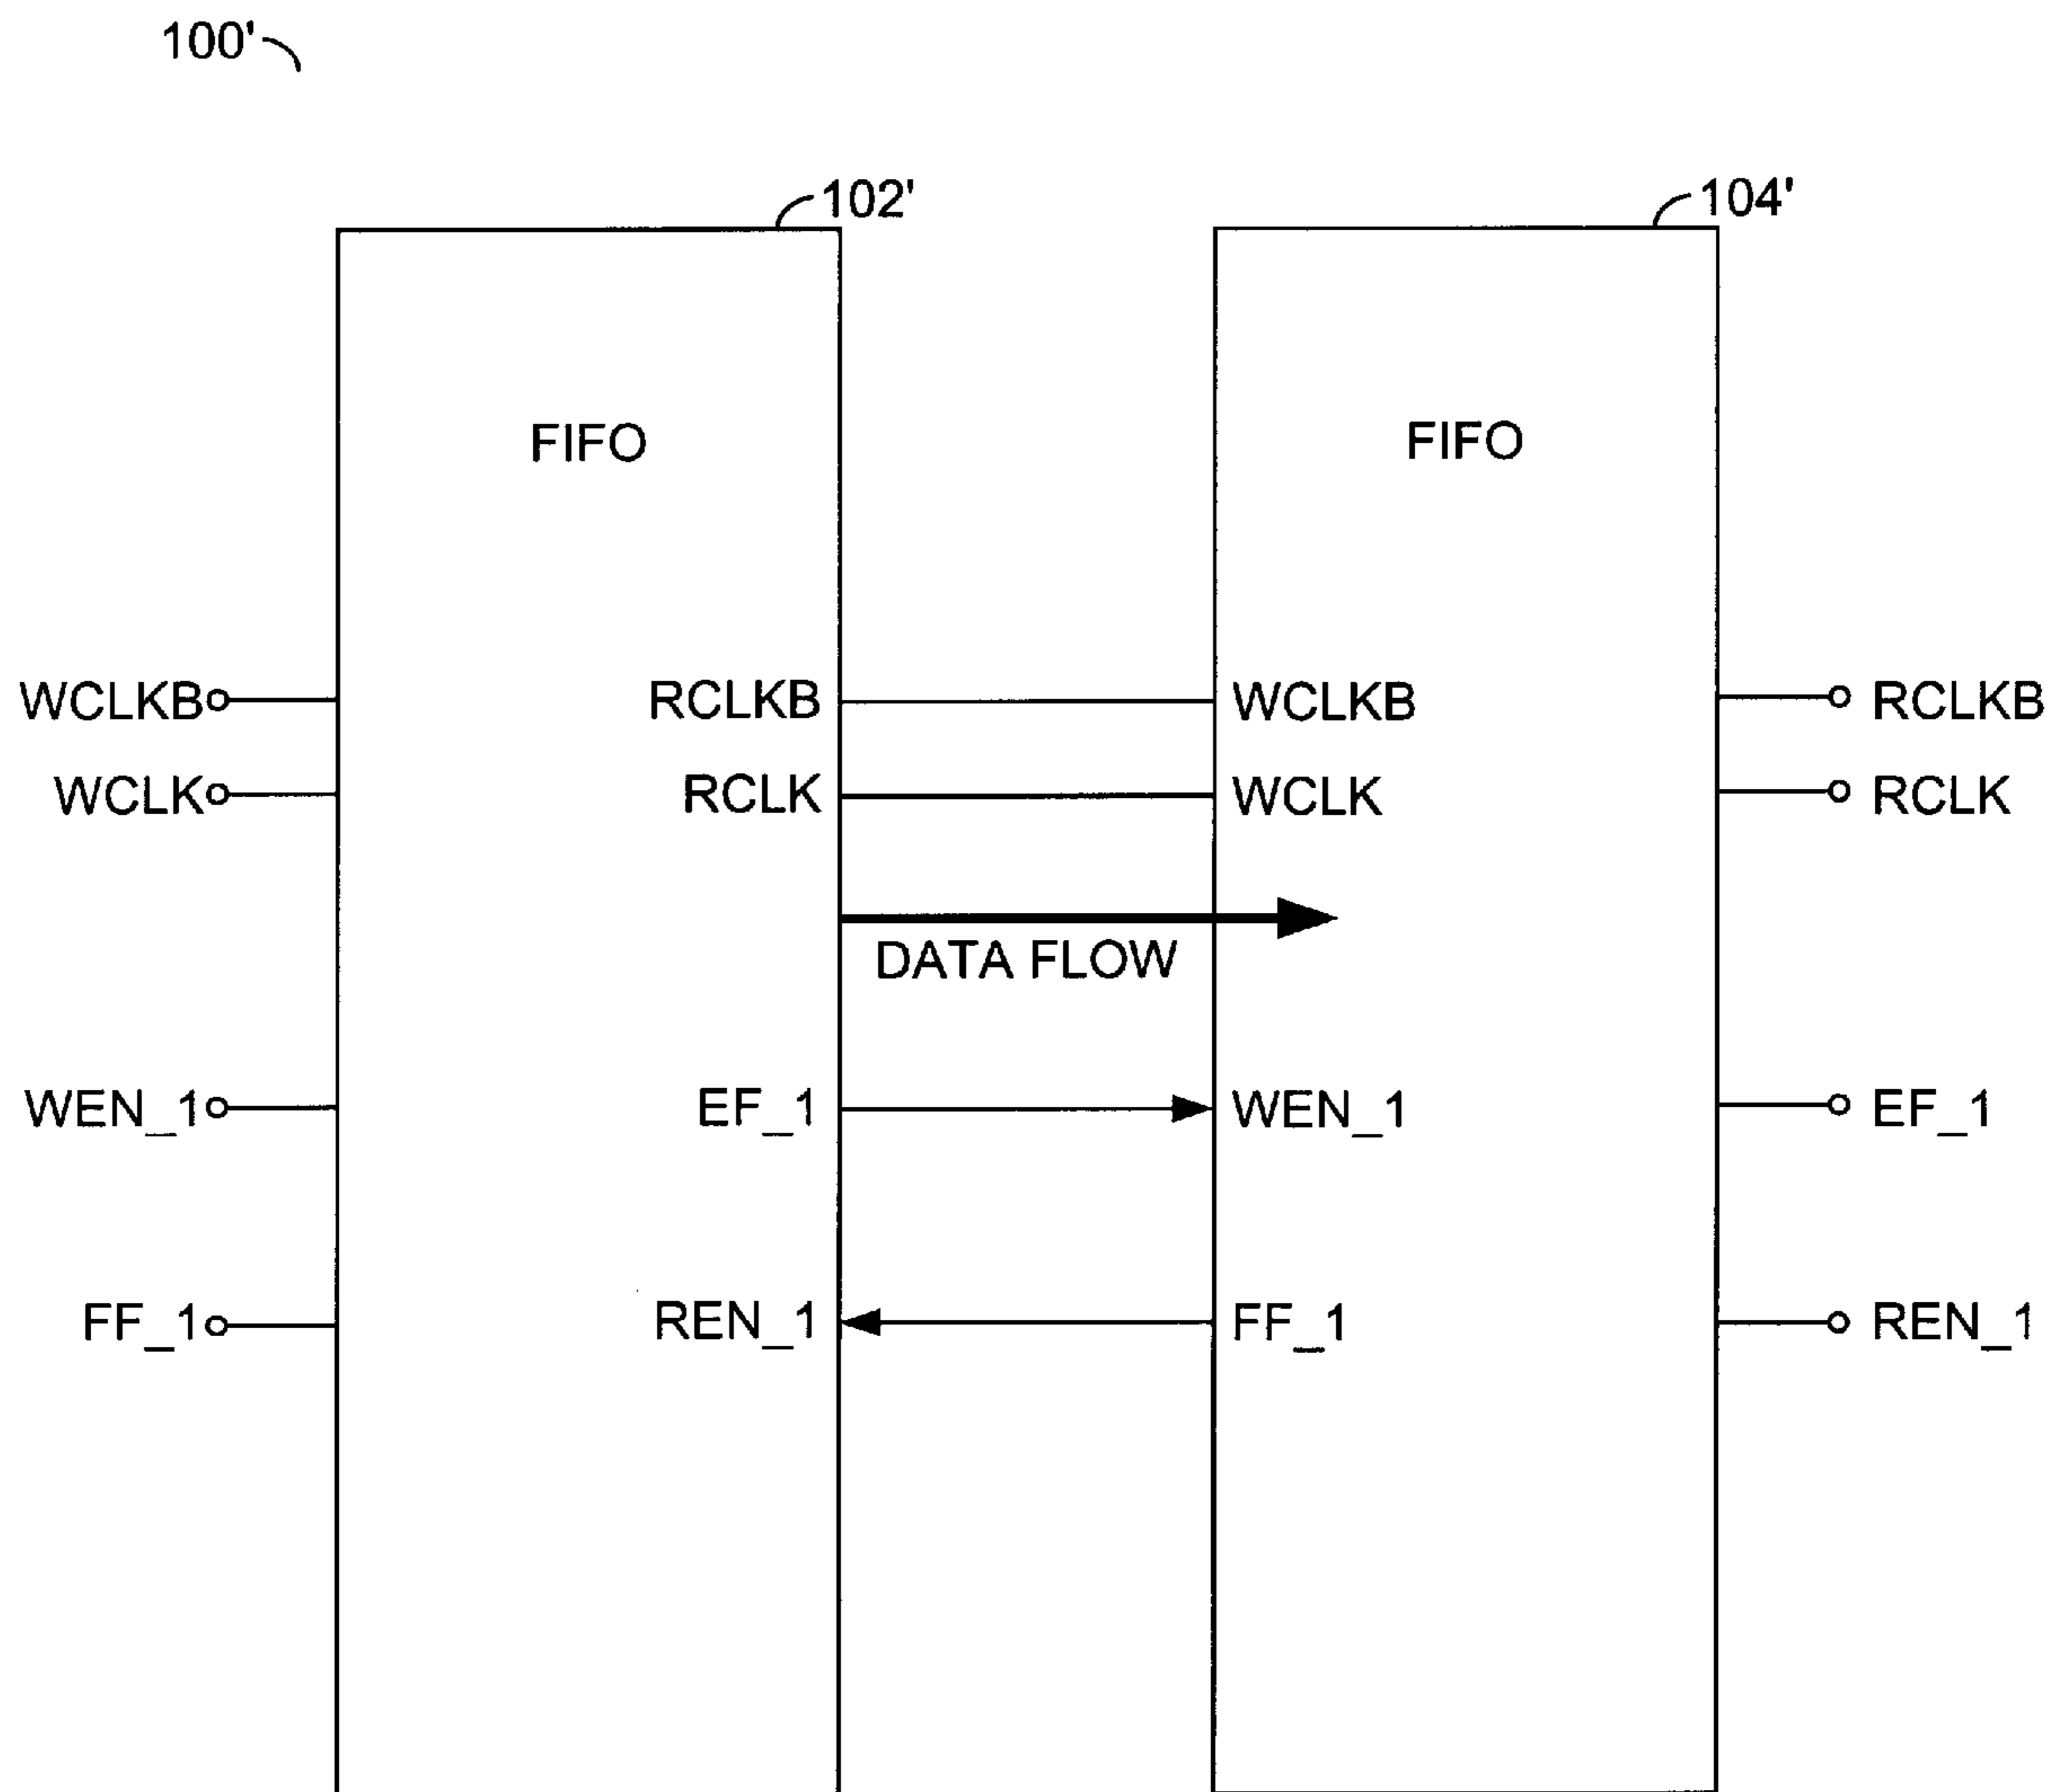 100'
102' 104'
FIFO FIFO
WCLKB RCLKB WCLKB RCLKB
WCLK RCLK WCLK RCLK
DATA FLOW
WEN_1 EF_1 WEN_1 EF_1
FF_1 REN_1 FF_1 REN_1